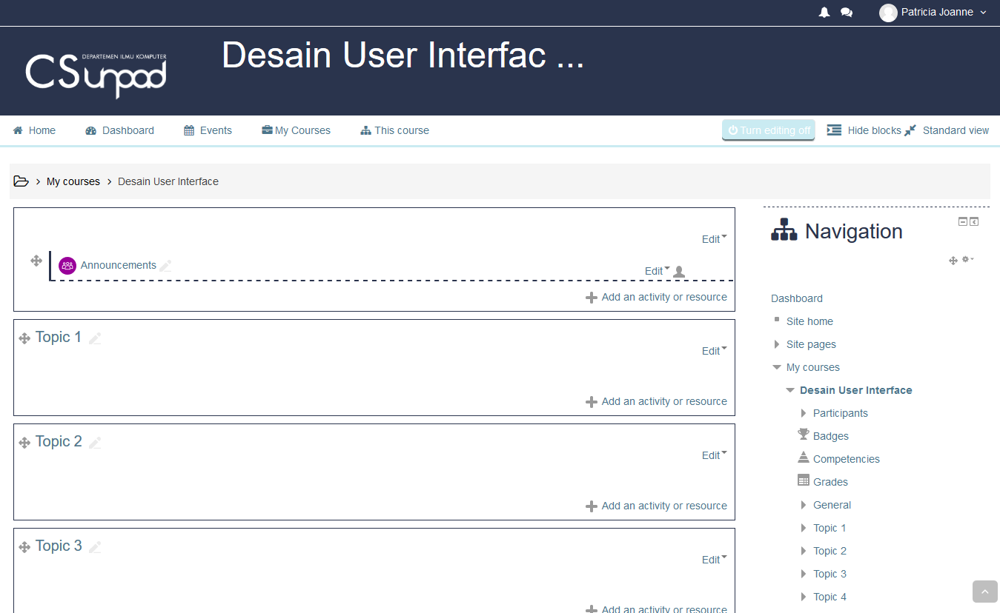 Patricia Joanne
DEPARTEMEN ILMU KOMPUTER
CSunpad
Desain User Interfac ...
Home Dashboard Events My Courses This course Turn editing off Hide blocks Standard view
My courses Desain User Interface
Edit
Announcements
Edit
Add an activity or resource
Topic 1
Edit
Add an activity or resource
Topic 2
Edit
Add an activity or resource
Topic 3
Edit
Add an activity or resource
Navigation
Dashboard
Site home
Site pages
My courses
Desain User Interface
Participants
Badges
Competencies
Grades
General
Topic 1
Topic 2
Topic 3
Topic 4